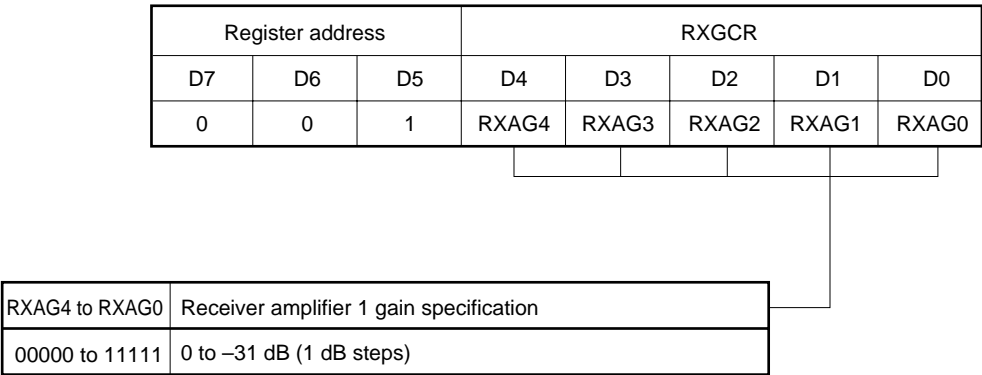 Register address RXGCR
D7 D6 D5 D4 D3 D2 D1 D0
0 0 1 RXAG4 RXAG3 RXAG2 RXAG1 RXAG0
RXAG4 to RXAG0 Receiver amplifier 1 gain specification
00000 to 11111 0 to –31 dB (1 dB steps)